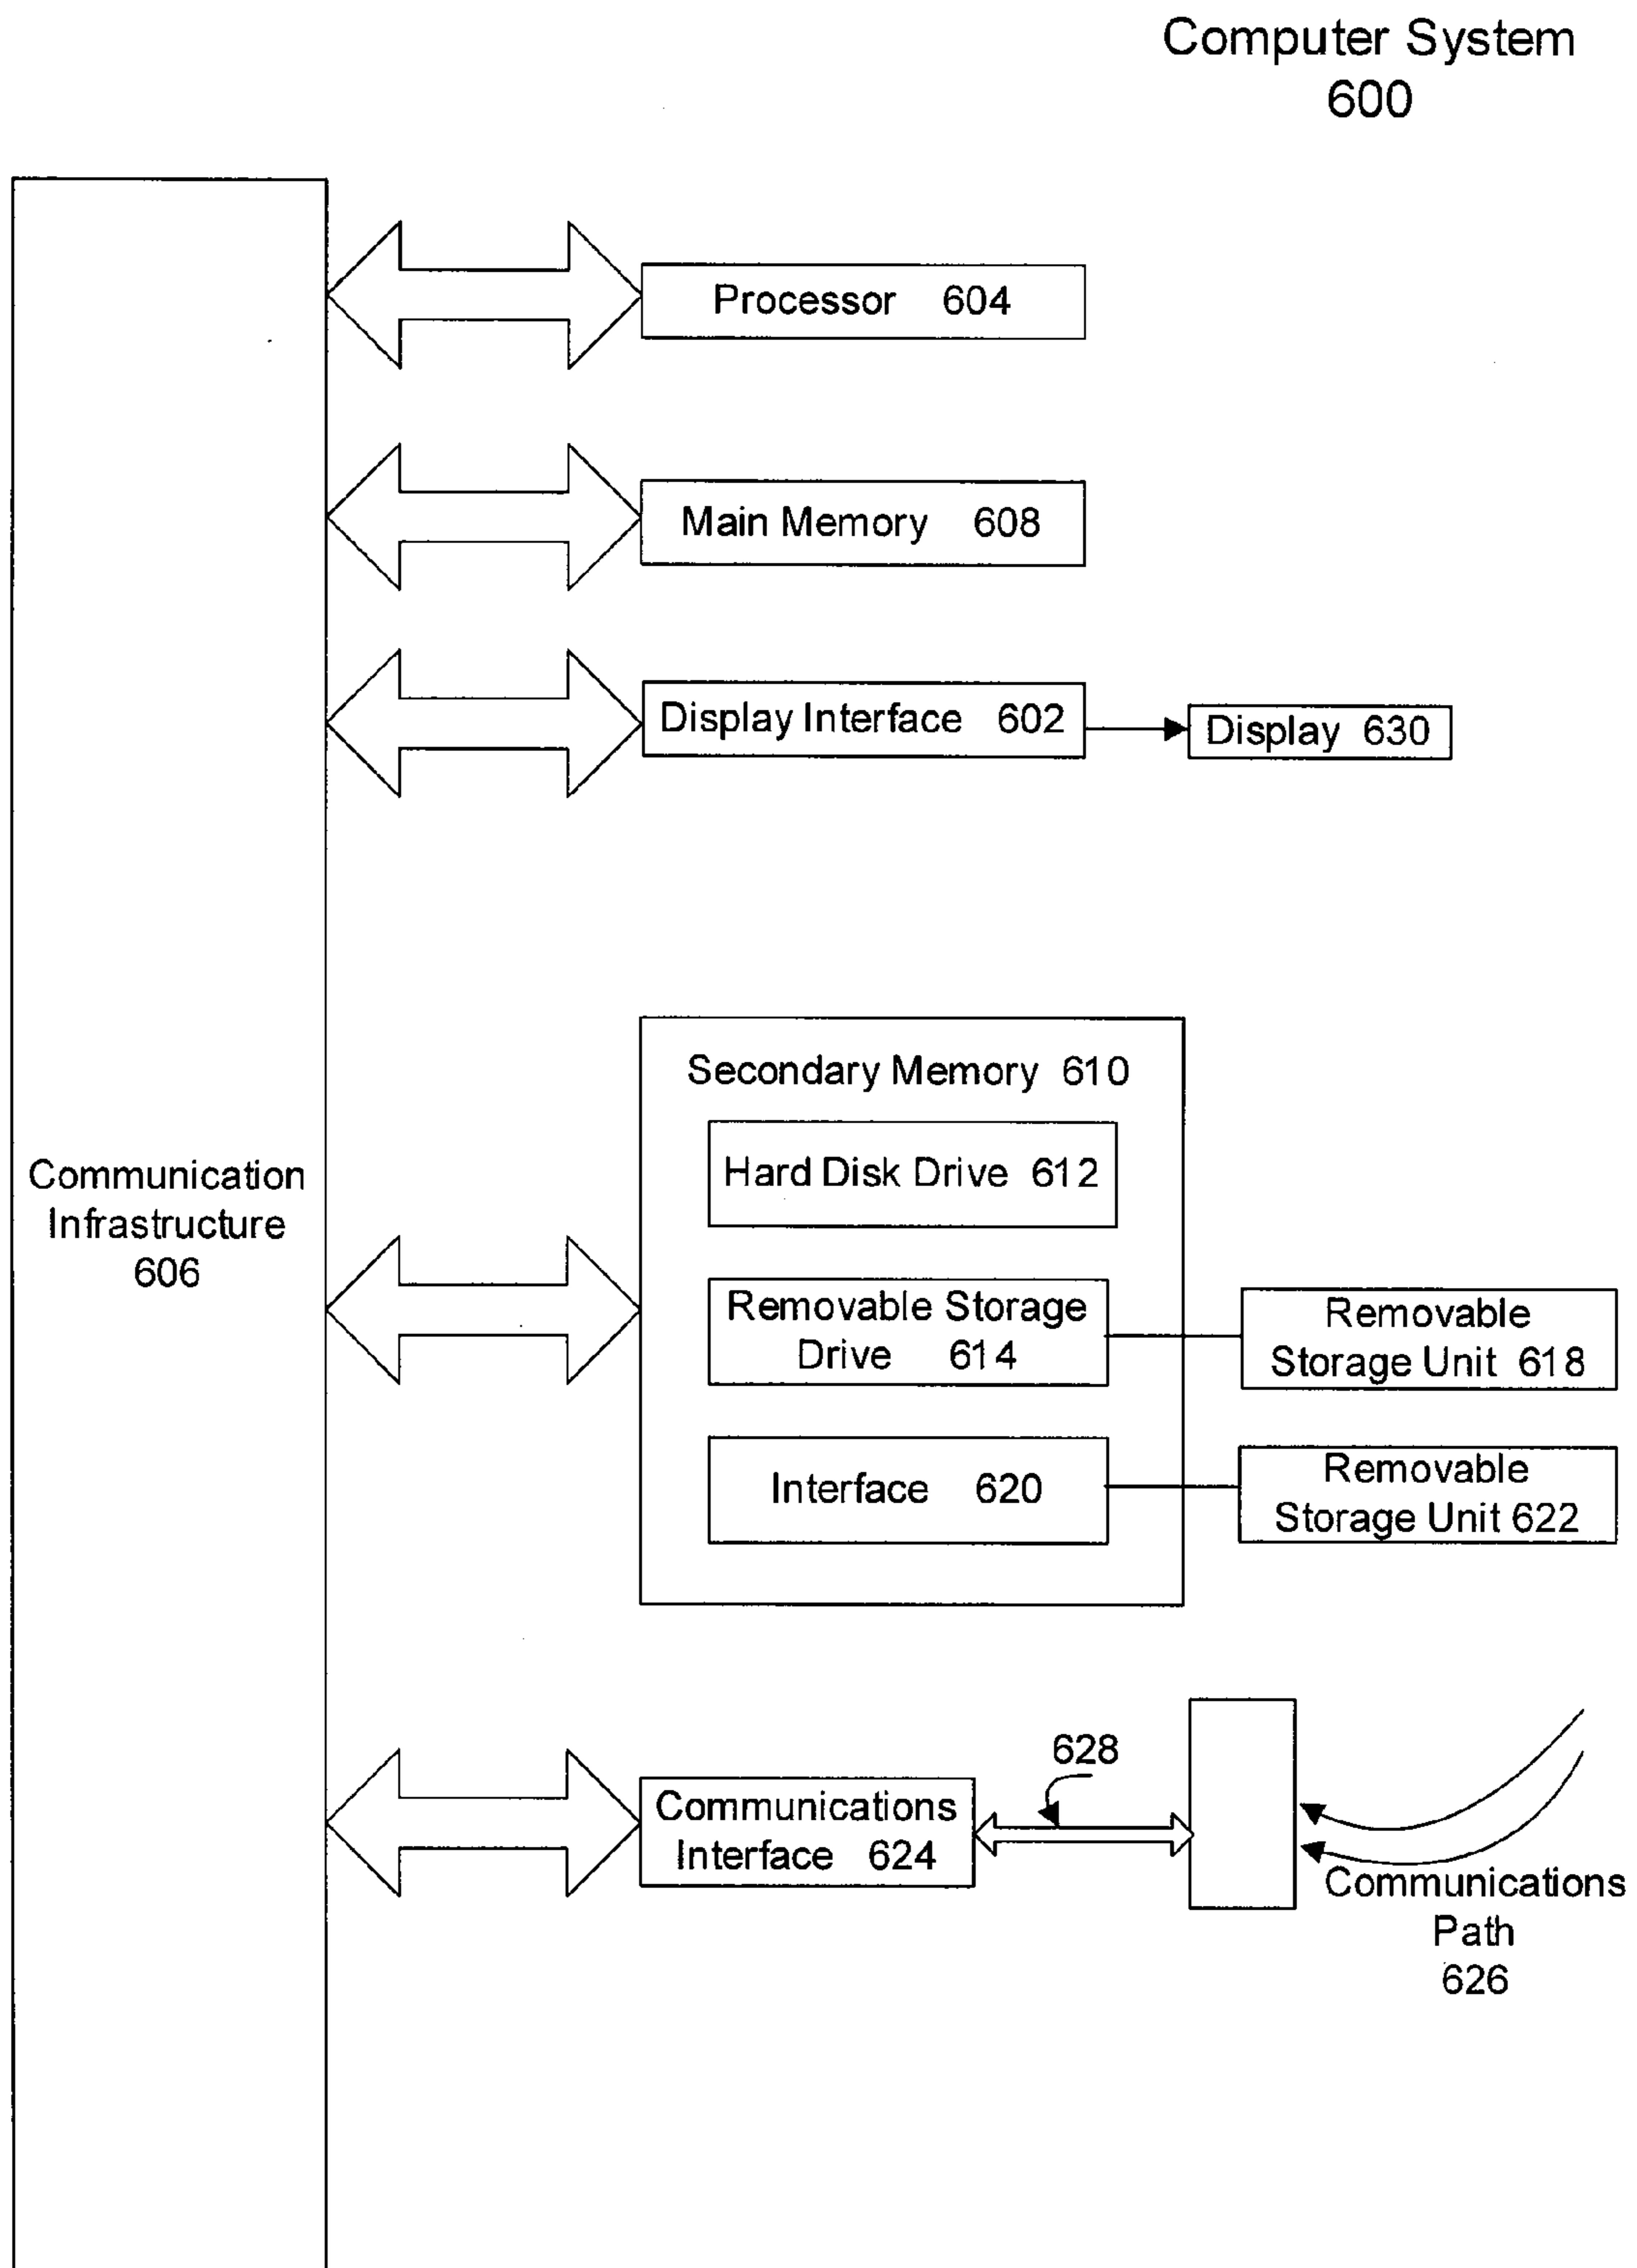 Computer System
600
Processor 604
Main Memory 608
Display Interface 602
Display 630
Secondary Memory 610
Hard Disk Drive 612
Communication
Infrastructure
606
Removable Storage
Drive 614
Removable
Storage Unit 618
Interface 620
Removable
Storage Unit 622
628
Communications
Interface 624
Communications
Path
626